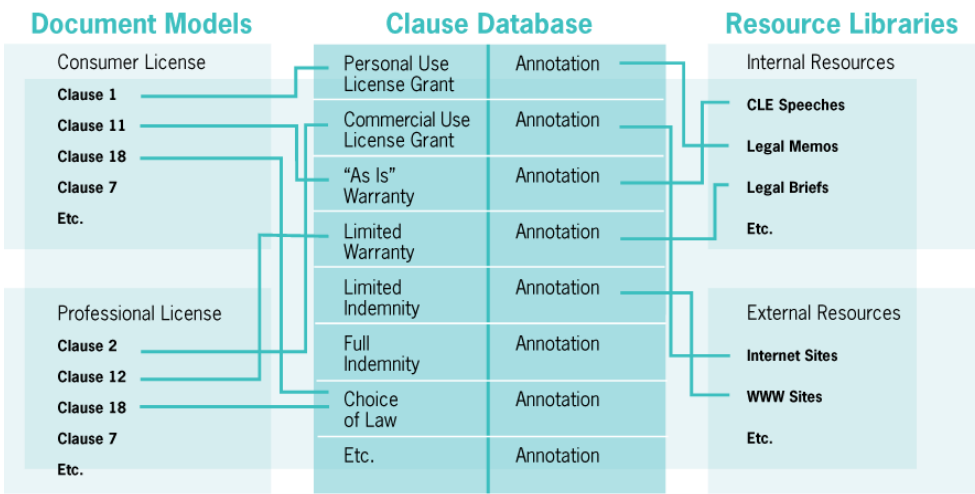 Document Models
Consumer License
Clause 1
Clause 11
Clause 18
Clause 7
Etc.
Professional License
Clause 2
Clause 12
Clause 18
Clause 7
Etc.
Clause Database
Personal Use
License Grant
Annotation
Commercial Use
License Grant
Annotation
“As Is”
Warranty
Annotation
Limited
Warranty
Annotation
Limited
Indemnity
Annotation
Full
Indemnity
Annotation
Choice
of Law
Annotation
Etc.
Annotation
Resource Libraries
Internal Resources
CLE Speeches
Legal Memos
Legal Briefs
Etc.
External Resources
Internet Sites
WWW Sites
Etc.